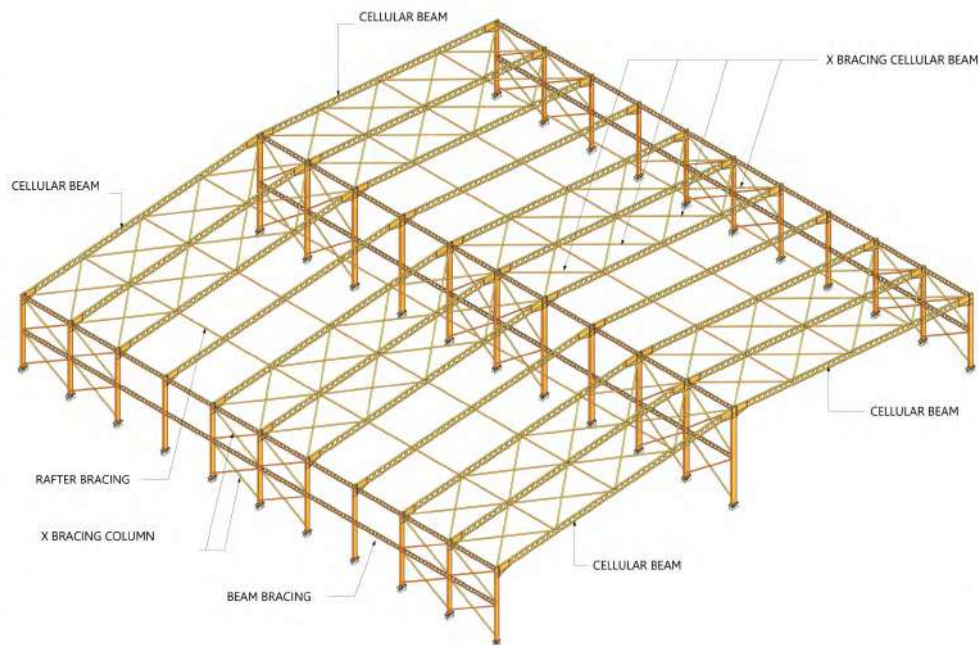 CELLULAR BEAM
X BRACING CELLULAR BEAM
CELLULAR BEAM
CELLULAR BEAM
RAFTER BRACING
X BRACING COLUMN
CELLULAR BEAM
BEAM BRACING